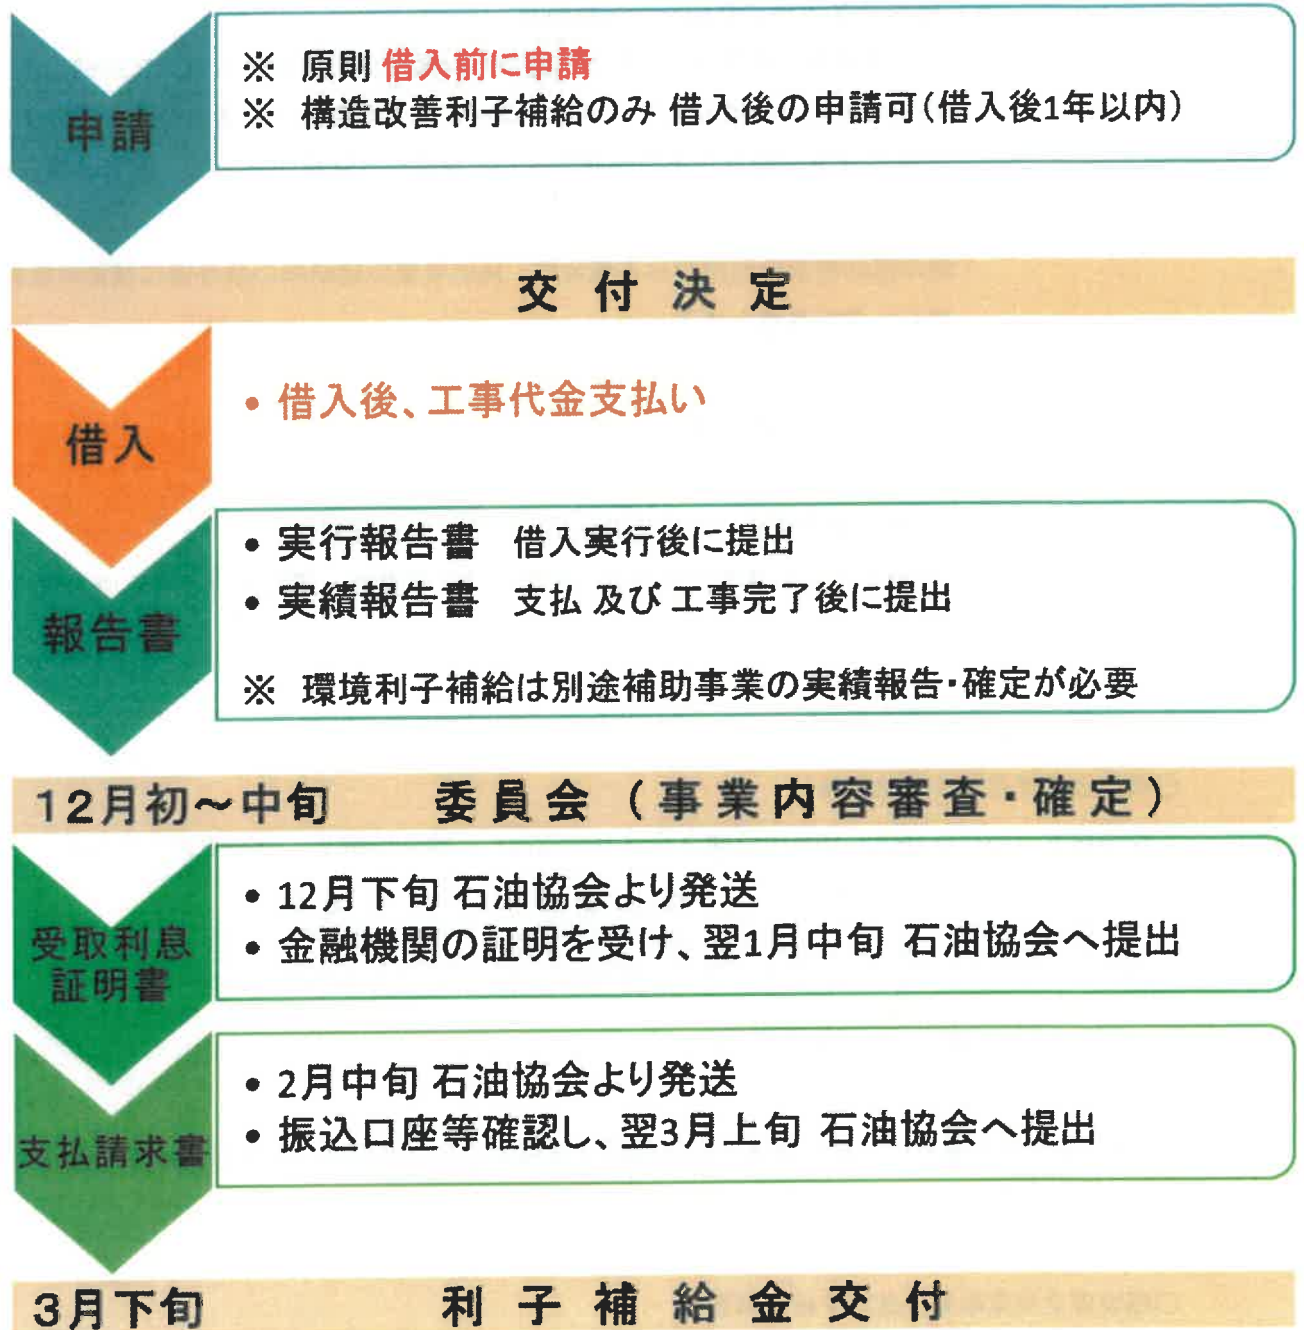 申請
※ 原則 借入前に申請
※ 構造改善利子補給のみ 借入後の申請可(借入後1年以内)
交付決定
借入
• 借入後、工事代金支払い
報告書
• 実行報告書 借入実行後に提出
• 実績報告書 支払 及び 工事完了後に提出
※ 環境利子補給は別途補助事業の実績報告・確定が必要
12月初～中旬 委員会(事業内容審査・確定)
受取利息
証明書
• 12月下旬 石油協会より発送
• 金融機関の証明を受け、翌1月中旬 石油協会へ提出
支払請求書
• 2月中旬 石油協会より発送
• 振込口座等確認し、翌3月上旬 石油協会へ提出
3月下旬 利子補給金交付